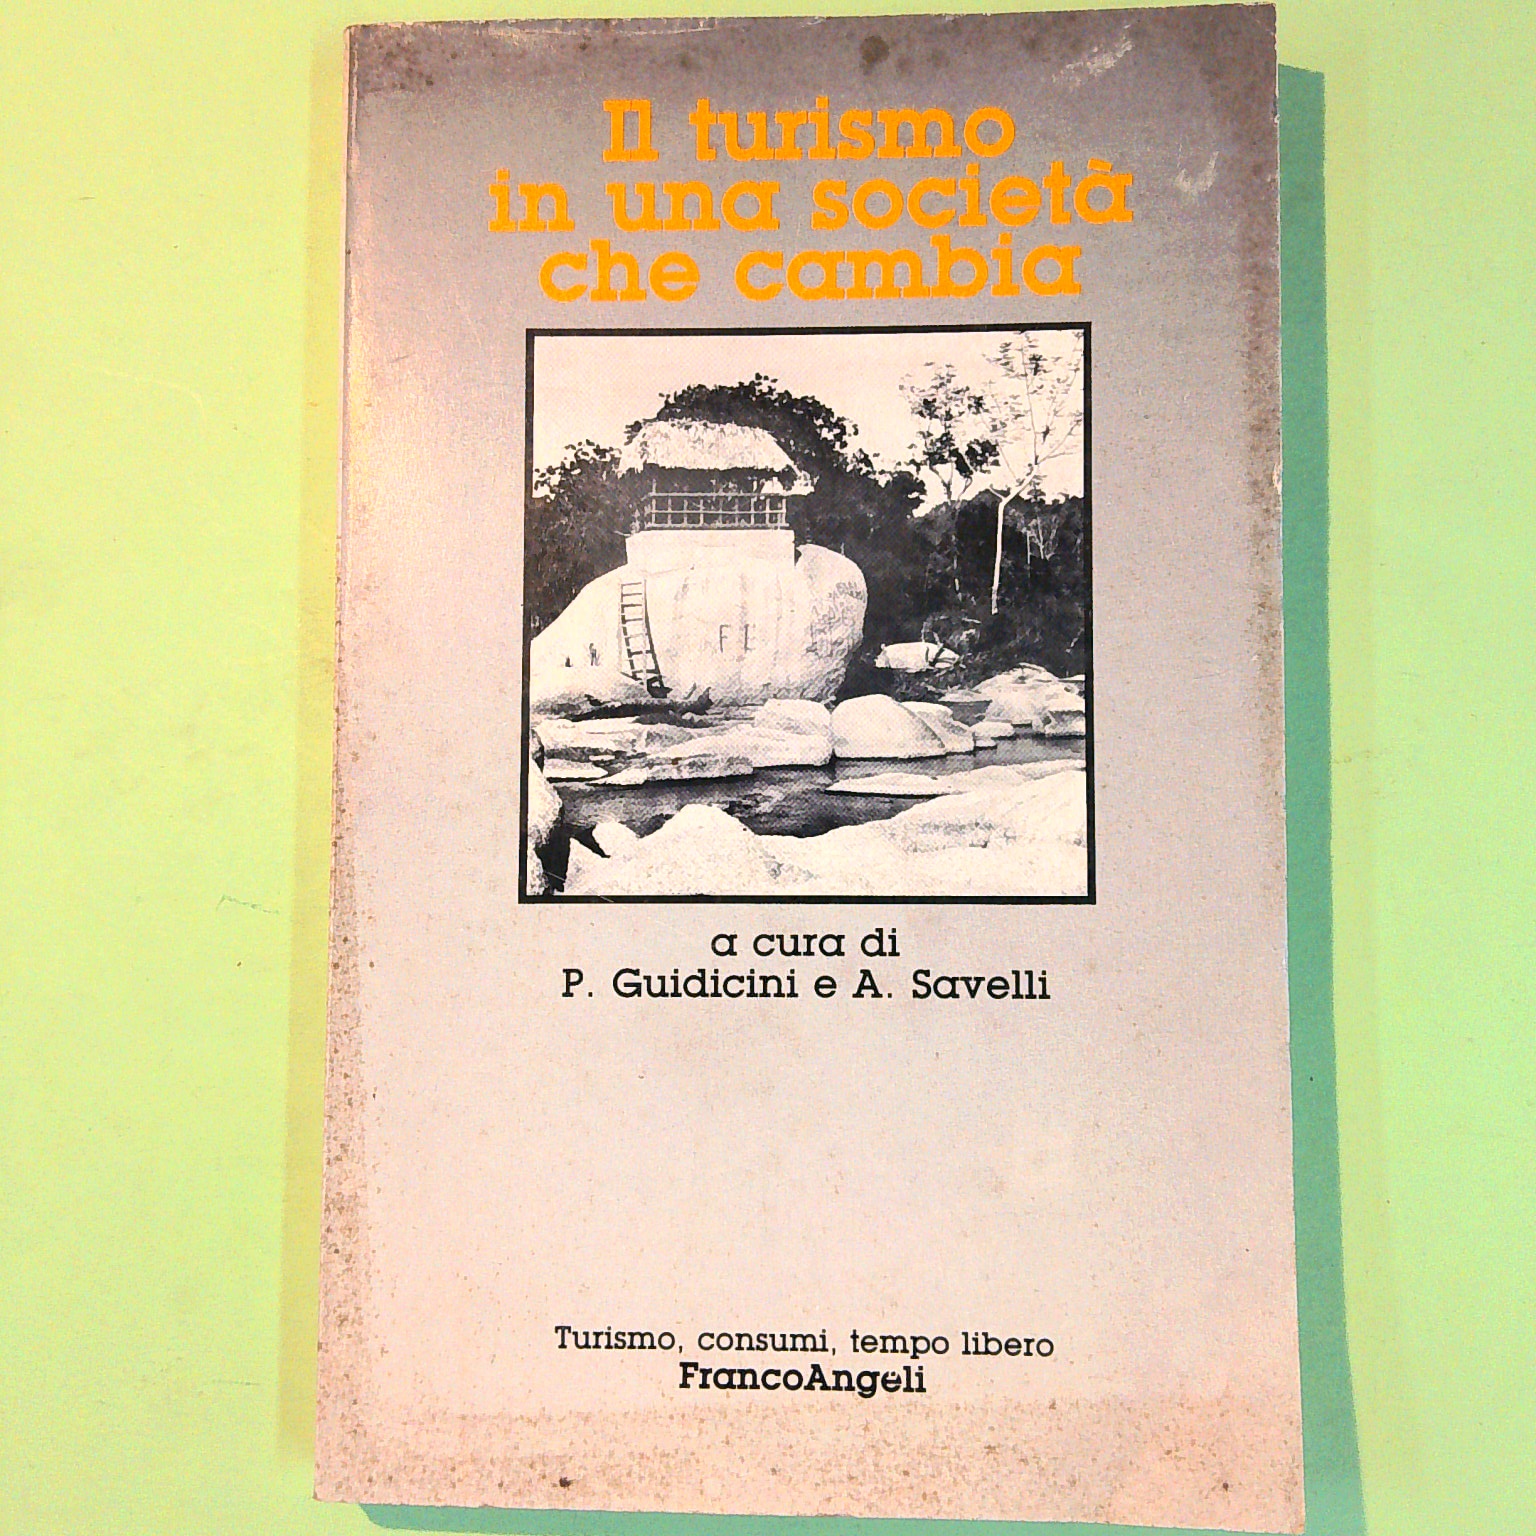 Il turismo
in una società
che cambia
F L
a cura di
P. Guidicini e A. Savelli
Turismo, consumi, tempo libero
FrancoAngeli